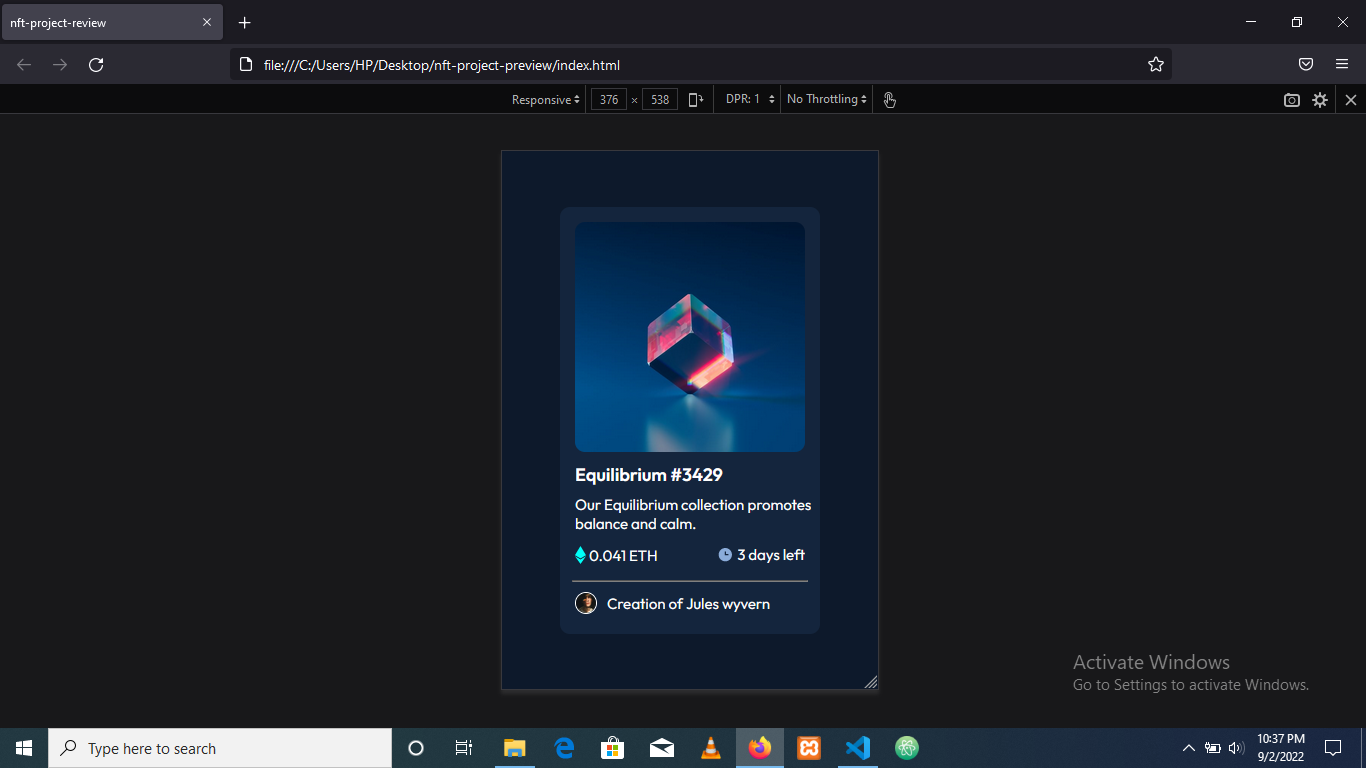 nft-project-review
file:///C:/Users/HP/Desktop/nft-project-preview/index.html
Responsive 376 × 538 DPR: 1 No Throttling
Equilibrium #3429
Our Equilibrium collection promotes
balance and calm.
0.041 ETH 3 days left
Creation of Jules wyvern
Activate Windows
Go to Settings to activate Windows.
Type here to search
10:37 PM
9/2/2022